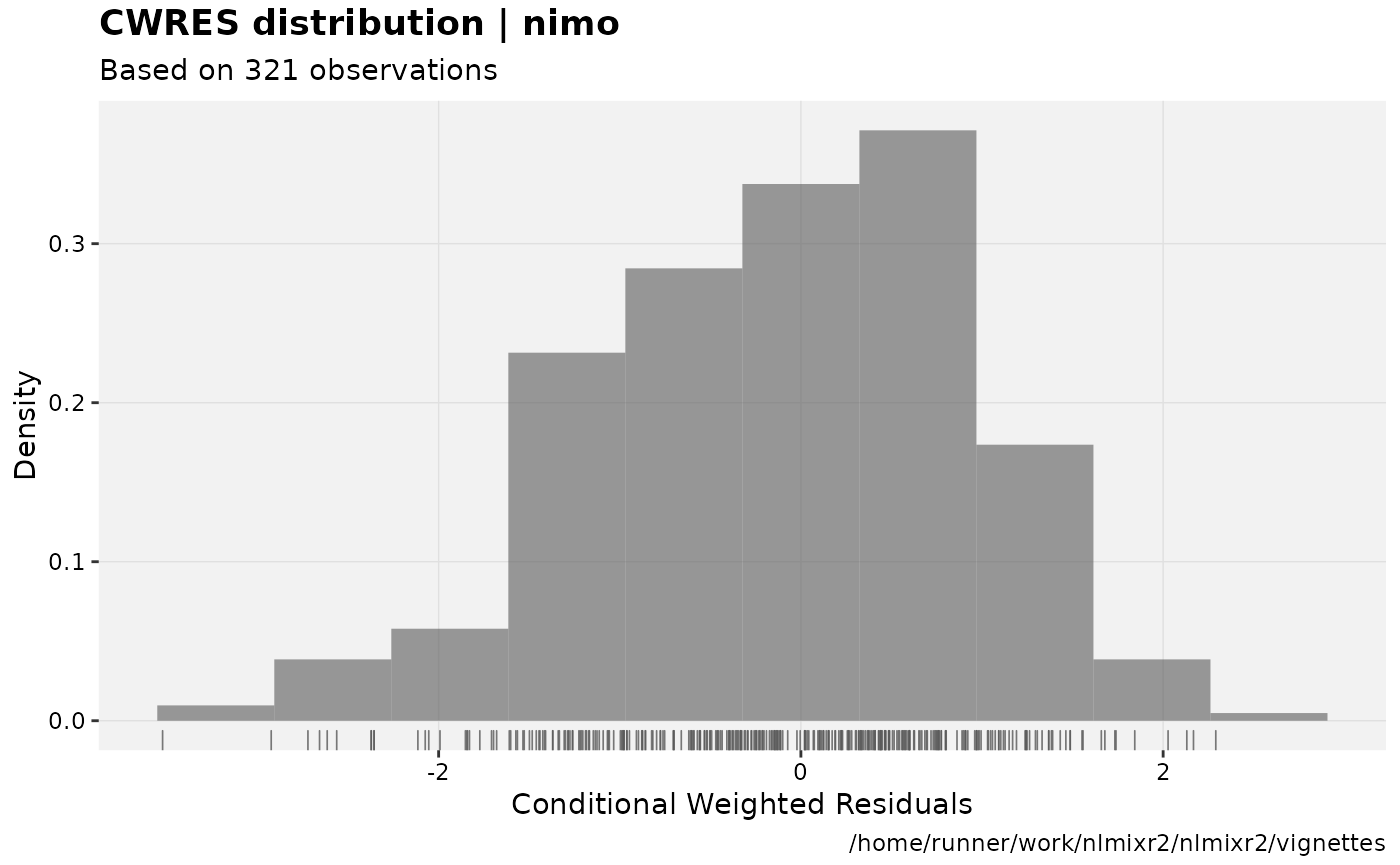 CWRES distribution | nimo
Based on 321 observations
Density
0.3
0.2
0.1
0.0
-2
0
2
Conditional Weighted Residuals
/home/runner/work/nlmixr2/nlmixr2/vignettes